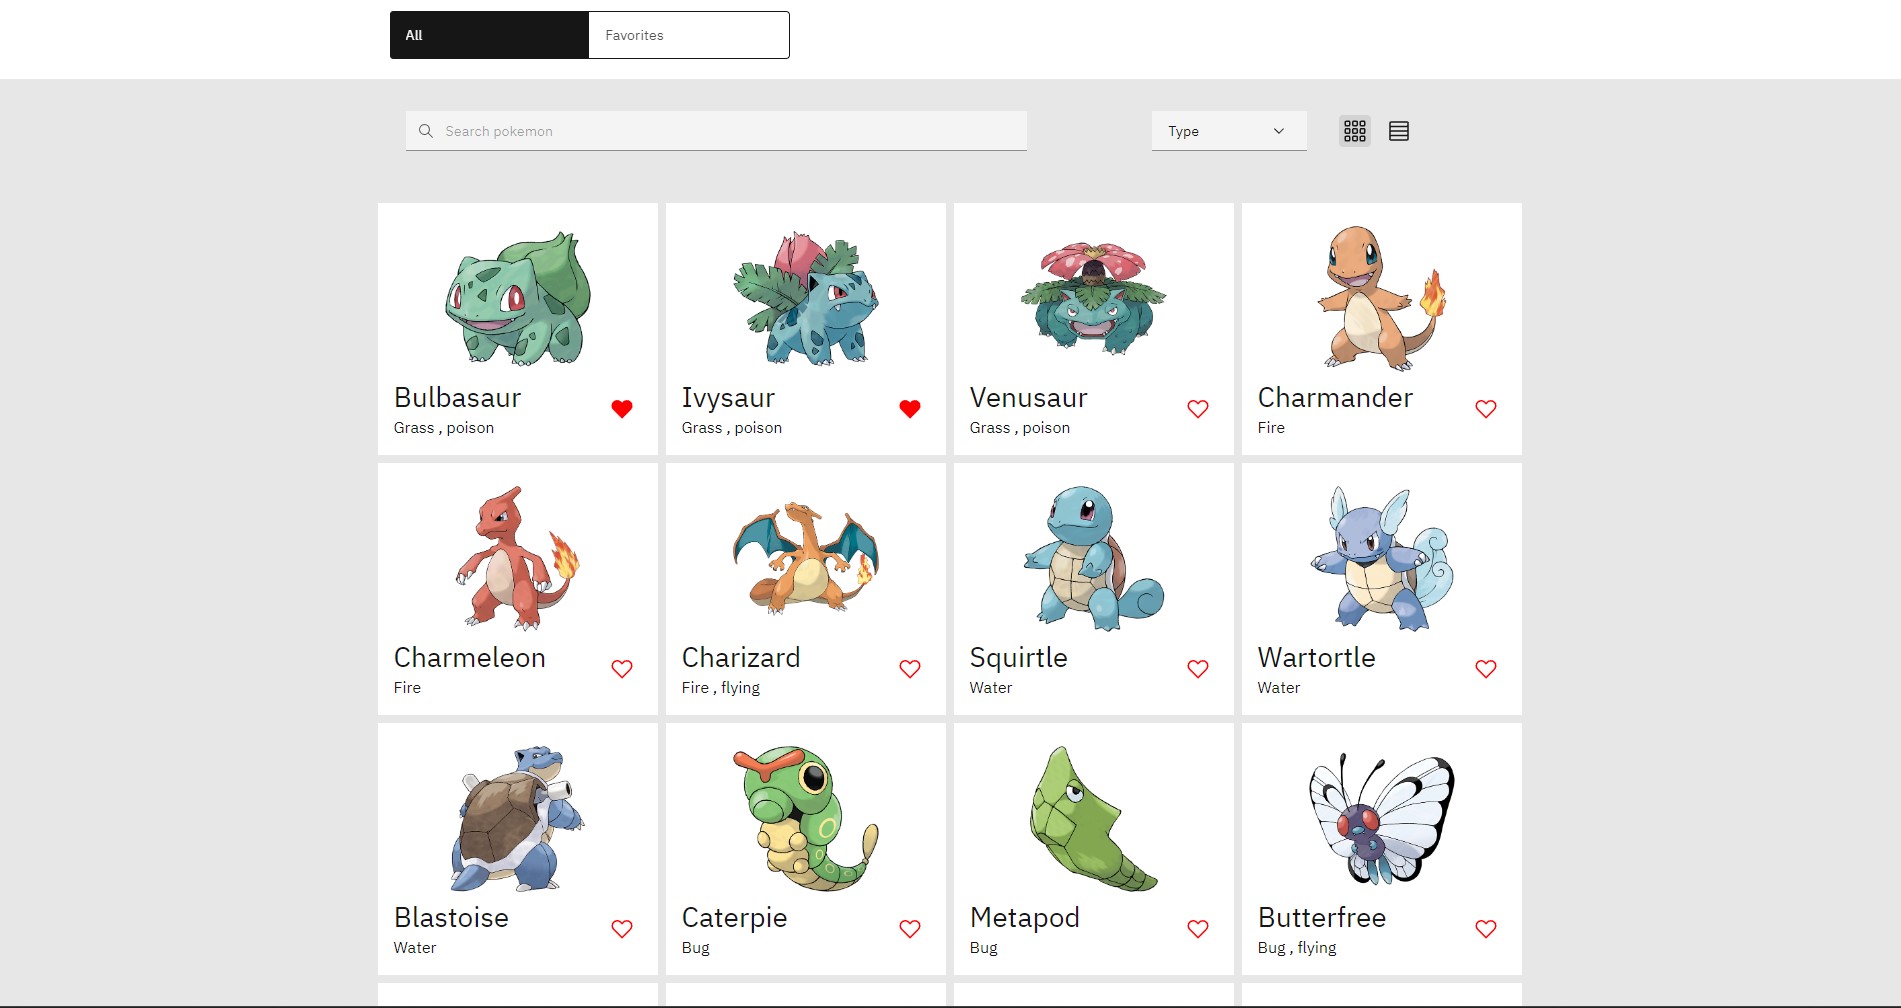 All
Favorites
Search pokemon
Type
Bulbasaur
Grass , poison
Ivysaur
Grass , poison
Venusaur
Grass , poison
Charmander
Fire
Charmeleon
Fire
Charizard
Fire , flying
Squirtle
Water
Wartortle
Water
Blastoise
Water
Caterpie
Bug
Metapod
Bug
Butterfree
Bug , flying